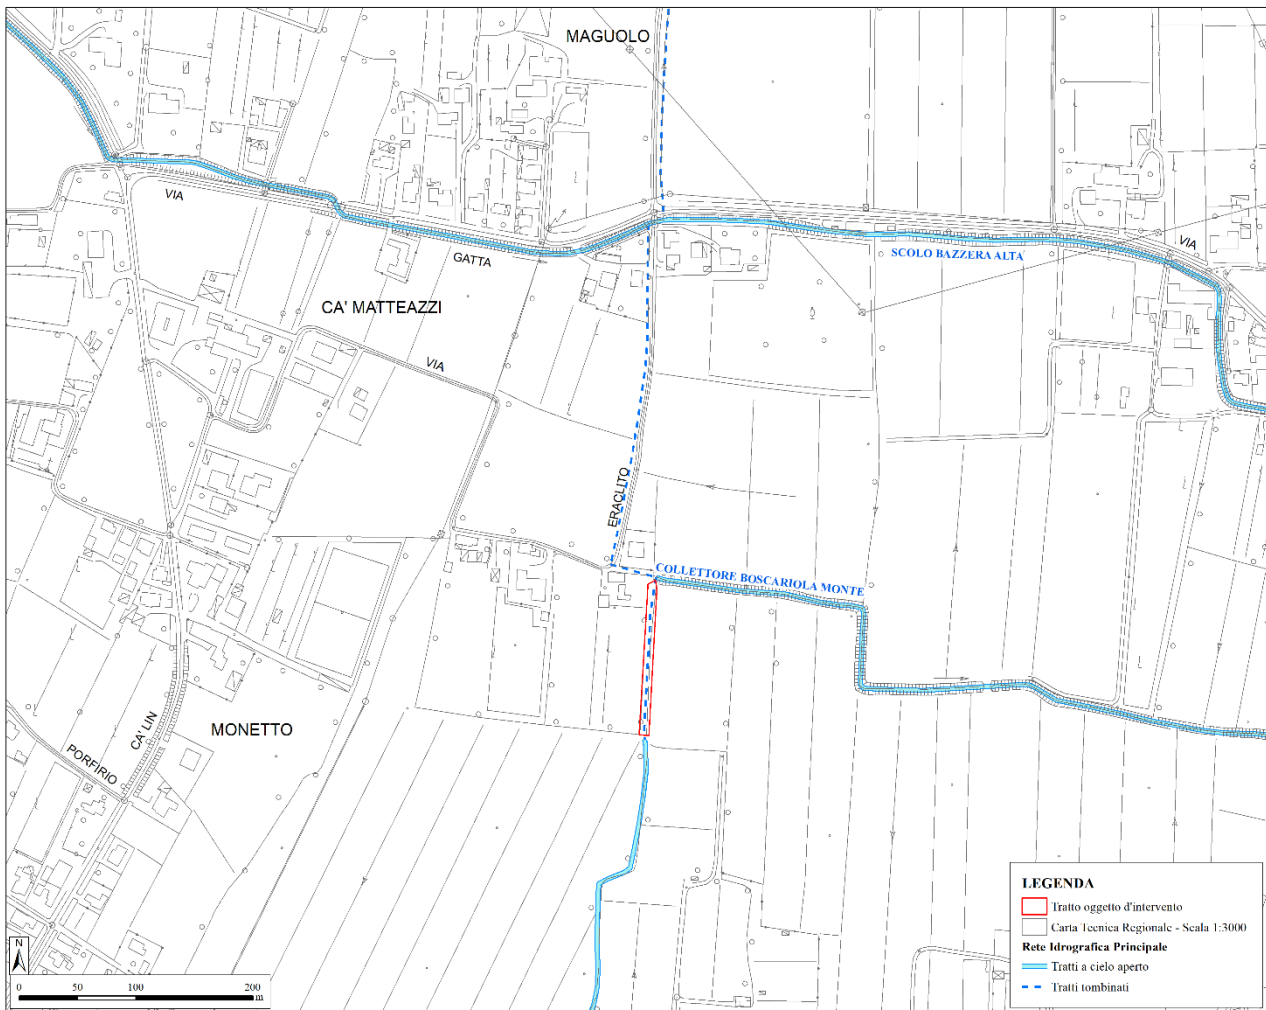 MAGUOLO
VIA
GATTA
SCOLO BAZZERA ALTA
VIA
CA' MATTEAZZI
VIA
ERACLITO
COLLETTORE BOSCARIOLA MONTE
CA' LIN
MONETTO
PORFIRIO
LEGENDA
Tratto oggetto d'intervento
Carta Tecnica Regionale - Scala 1:3000
Rete Idrografica Principale
Tratti a cielo aperto
Tratti tombinati
N
0 50 100 200
m